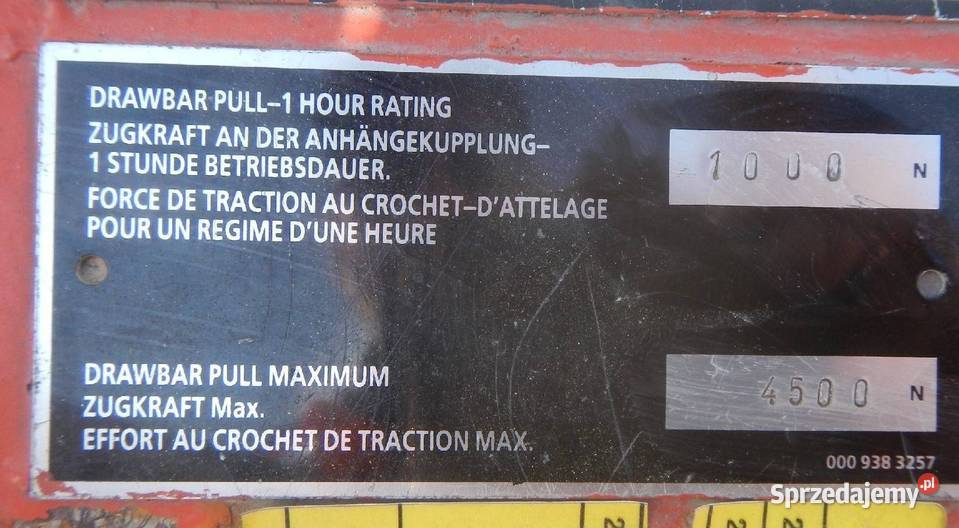 DRAWBAR PULL–1 HOUR RATING
ZUGKRAFT AN DER ANHÄNGEKUPPLUNG–
1 STUNDE BETRIEBSDAUER.
1000 N
FORCE DE TRACTION AU CROCHET–D'ATTELAGE
POUR UN REGIME D'UNE HEURE
DRAWBAR PULL MAXIMUM
ZUGKRAFT Max.
4500 N
EFFORT AU CROCHET DE TRACTION MAX.
000 938 3257
Sprzedajemy.pl